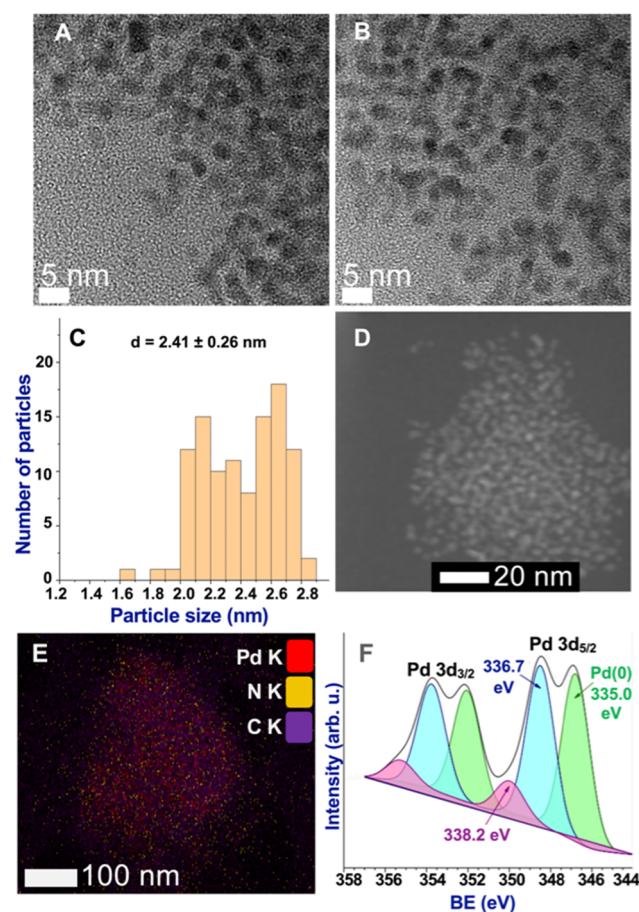 A
5 nm
B
5 nm
C
d = 2.41 ± 0.26 nm
Number of particles
20
15
10
5
0
1.2 1.4 1.6 1.8 2.0 2.2 2.4 2.6 2.8
Particle size (nm)
D
20 nm
E
Pd K
N K
C K
100 nm
F
Pd 3d3/2
Pd 3d5/2
336.7
eV
Pd(0)
335.0
eV
338.2 eV
Intensity (arb. u.)
358 356 354 352 350 348 346 344
BE (eV)